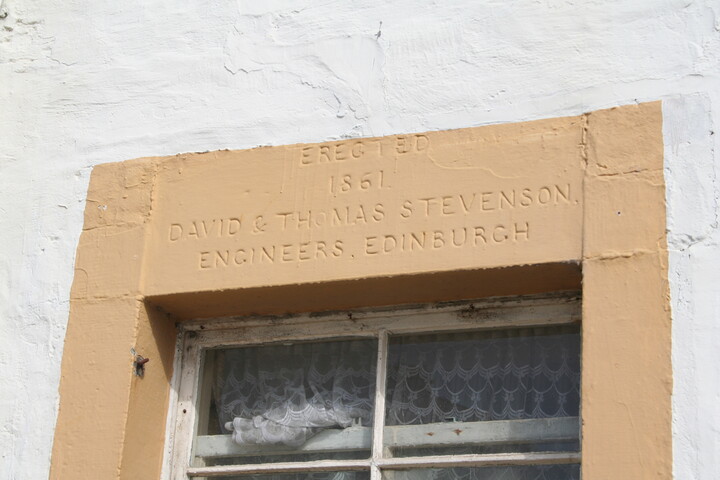 ERECTED
1861.
DAVID & THOMAS STEVENSON,
ENGINEERS, EDINBURGH